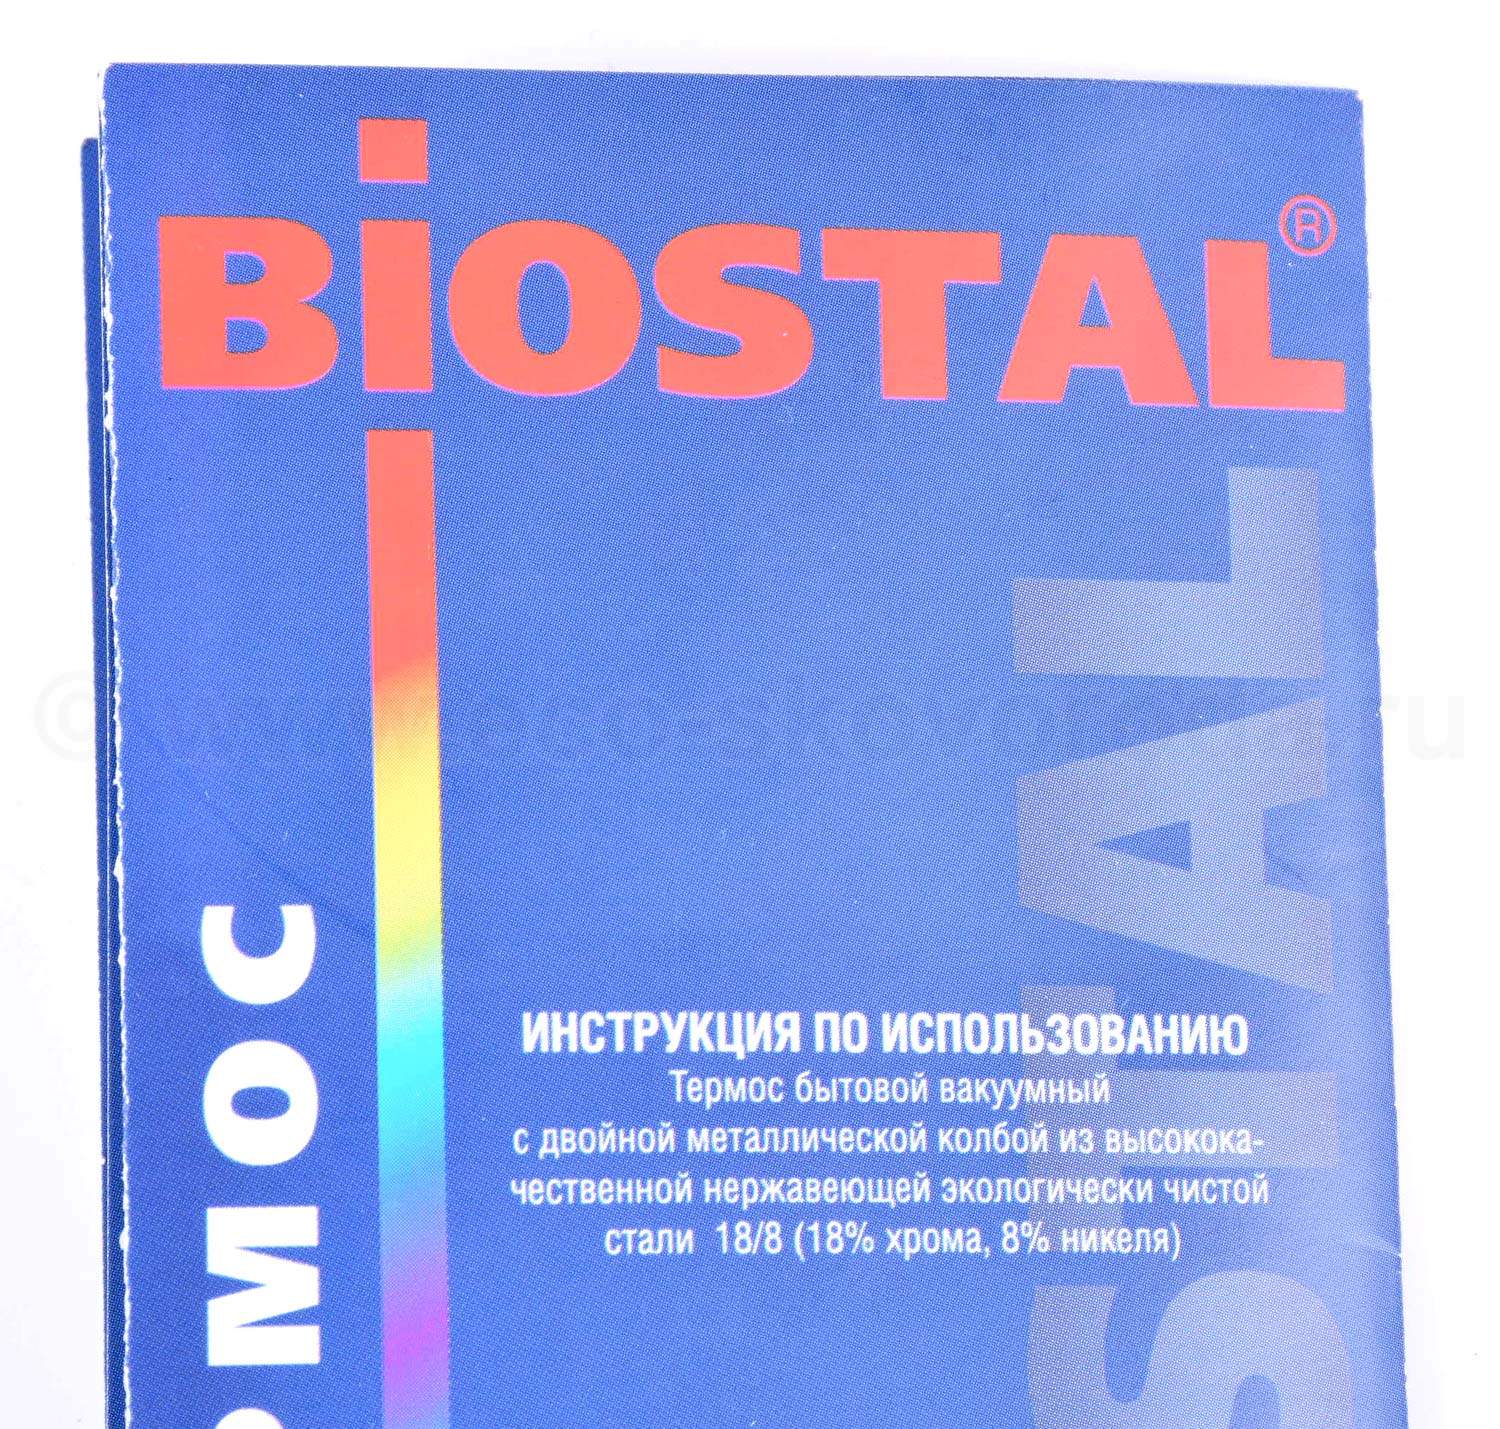 BiOSTAL®
РМОС
STAL
ИНСТРУКЦИЯ ПО ИСПОЛЬЗОВАНИЮ
Термос бытовой вакуумный
с двойной металлической колбой из высокока-
чественной нержавеющей экологически чистой
стали 18/8 (18% хрома, 8% никеля)